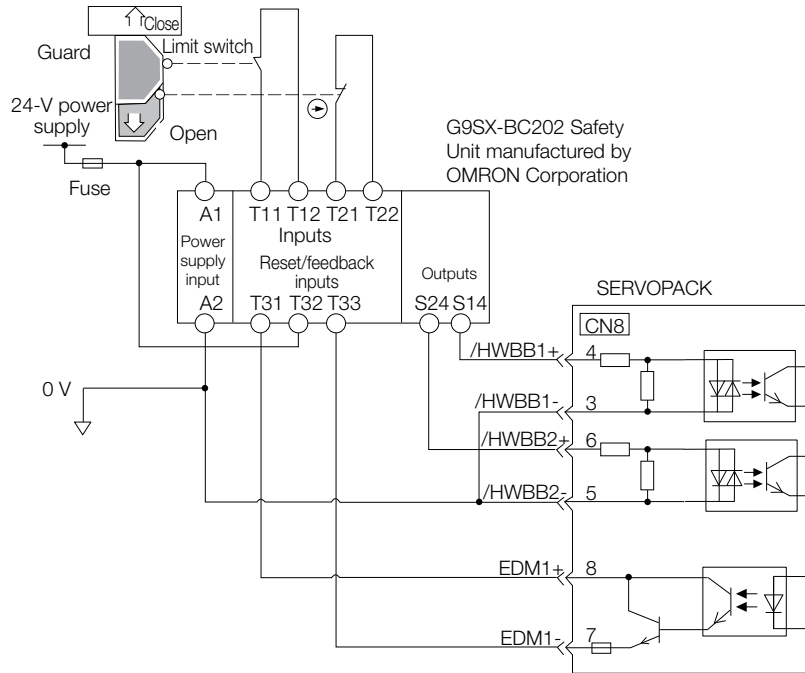 Close
Guard
Limit switch
24-V power
supply
Open
Fuse
G9SX-BC202 Safety
Unit manufactured by
OMRON Corporation
A1
T11
T12
T21
T22
Inputs
Power
supply
input
Reset/feedback
inputs
Outputs
A2
T31
T32
T33
S24
S14
SERVOPACK
CN8
/HWBB1+
4
0 V
/HWBB1-
3
/HWBB2+
6
/HWBB2-
5
EDM1+
8
EDM1-
7